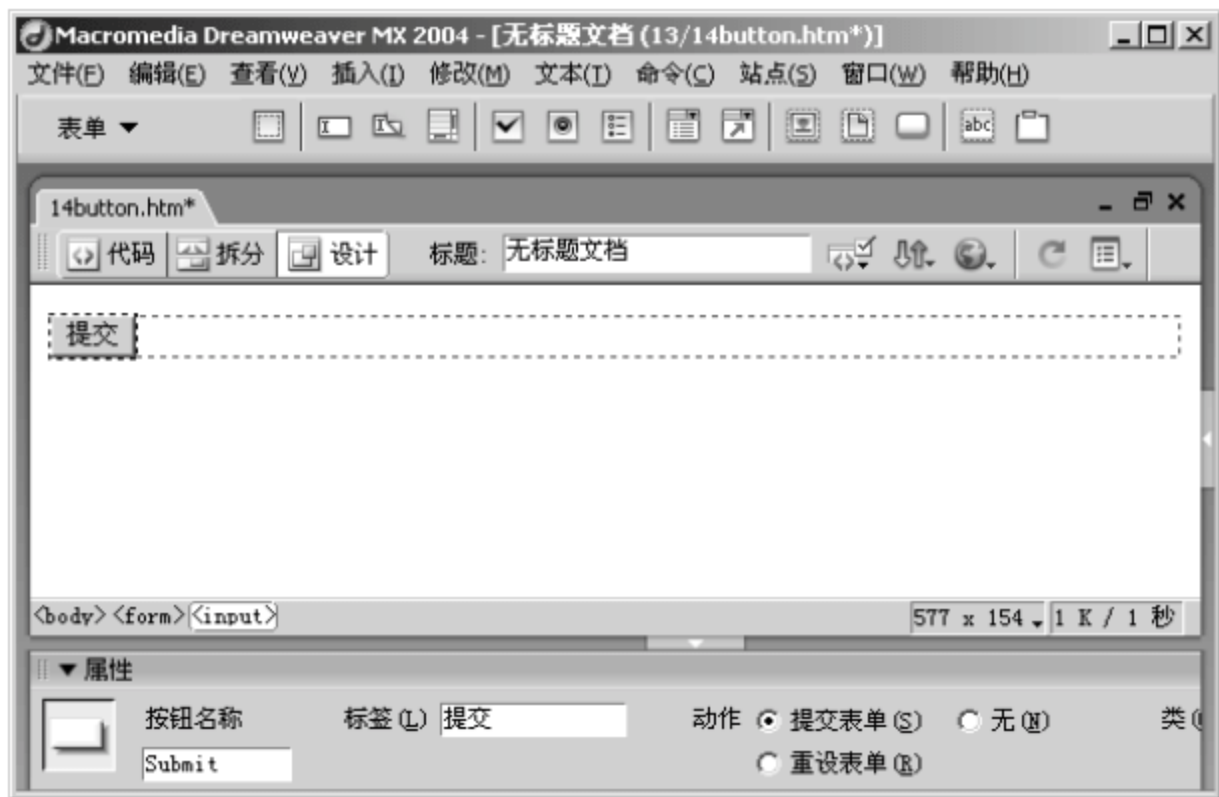 Macromedia Dreamweaver MX 2004 - [无标题文档 (13/14button.htm*)]
文件(F) 编辑(E) 查看(V) 插入(I) 修改(M) 文本(T) 命令(C) 站点(S) 窗口(W) 帮助(H)
表单 abc
14button.htm*
代码 拆分 设计 标题: 无标题文档
提交
<body> <form> <input> 577 x 154 1 K / 1 秒
属性
按钮名称 标签(L) 提交 动作 提交表单(S) 无(N) 类
Submit 重设表单(R)